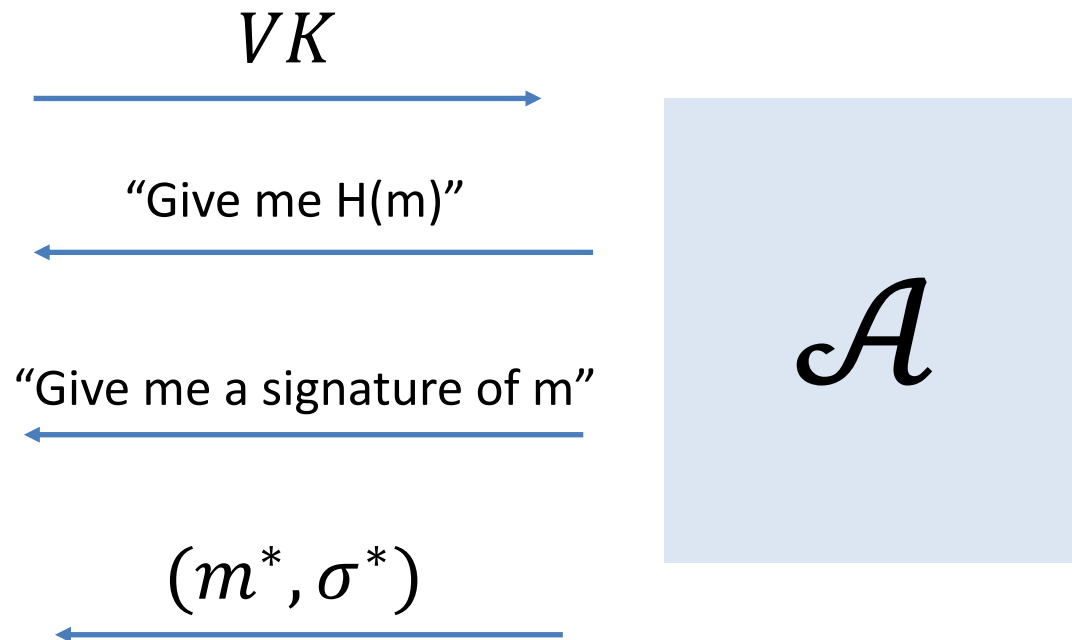 VK
“Give me H(m)”
“Give me a signature of m”
𝒜
(m*, σ*)